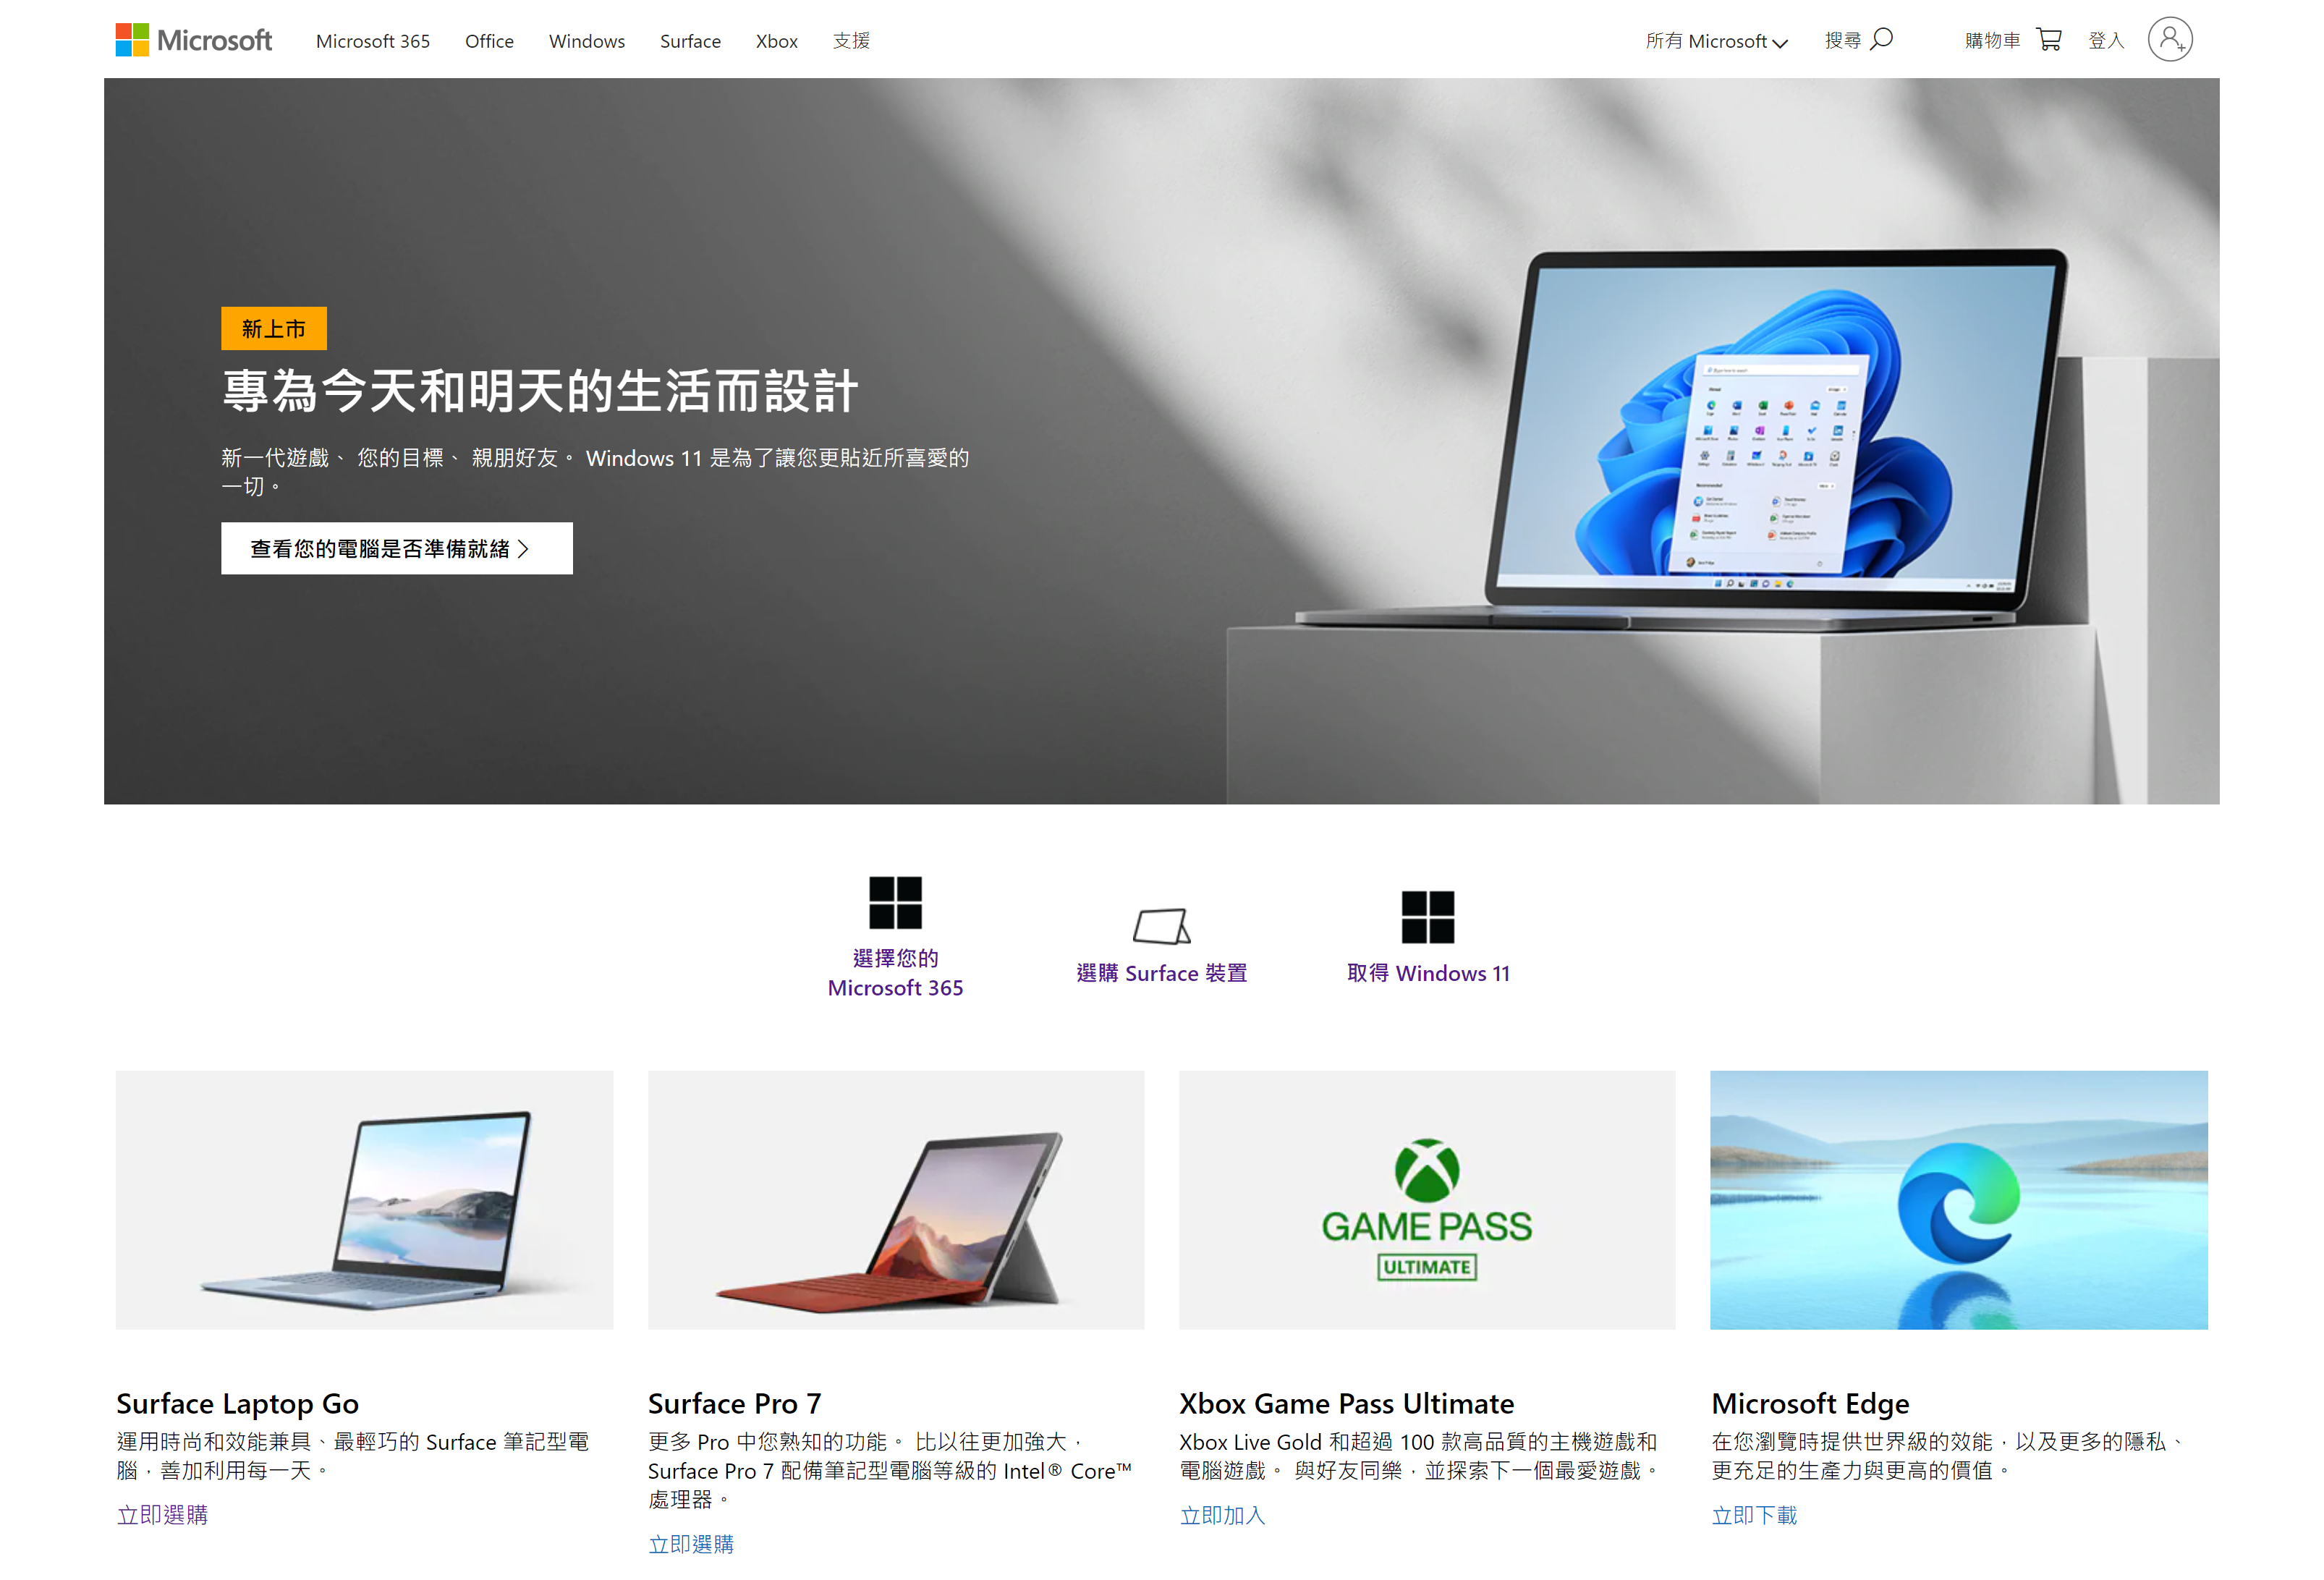 Microsoft
Microsoft 365 Office Windows Surface Xbox 支援
所有 Microsoft 搜尋 購物車 登入
新上市
專為今天和明天的生活而設計
新一代遊戲、 您的目標、 親朋好友。 Windows 11 是為了讓您更貼近所喜愛的
一切。
查看您的電腦是否準備就緒
選擇您的
Microsoft 365
選購 Surface 裝置
取得 Windows 11
GAME PASS
ULTIMATE
Surface Laptop Go
運用時尚和效能兼具、最輕巧的 Surface 筆記型電
腦，善加利用每一天。
立即選購
Surface Pro 7
更多 Pro 中您熟知的功能。 比以往更加強大，
Surface Pro 7 配備筆記型電腦等級的 Intel® Core™
處理器。
立即選購
Xbox Game Pass Ultimate
Xbox Live Gold 和超過 100 款高品質的主機遊戲和
電腦遊戲。 與好友同樂，並探索下一個最愛遊戲。
立即加入
Microsoft Edge
在您瀏覽時提供世界級的效能，以及更多的隱私、
更充足的生產力與更高的價值。
立即下載